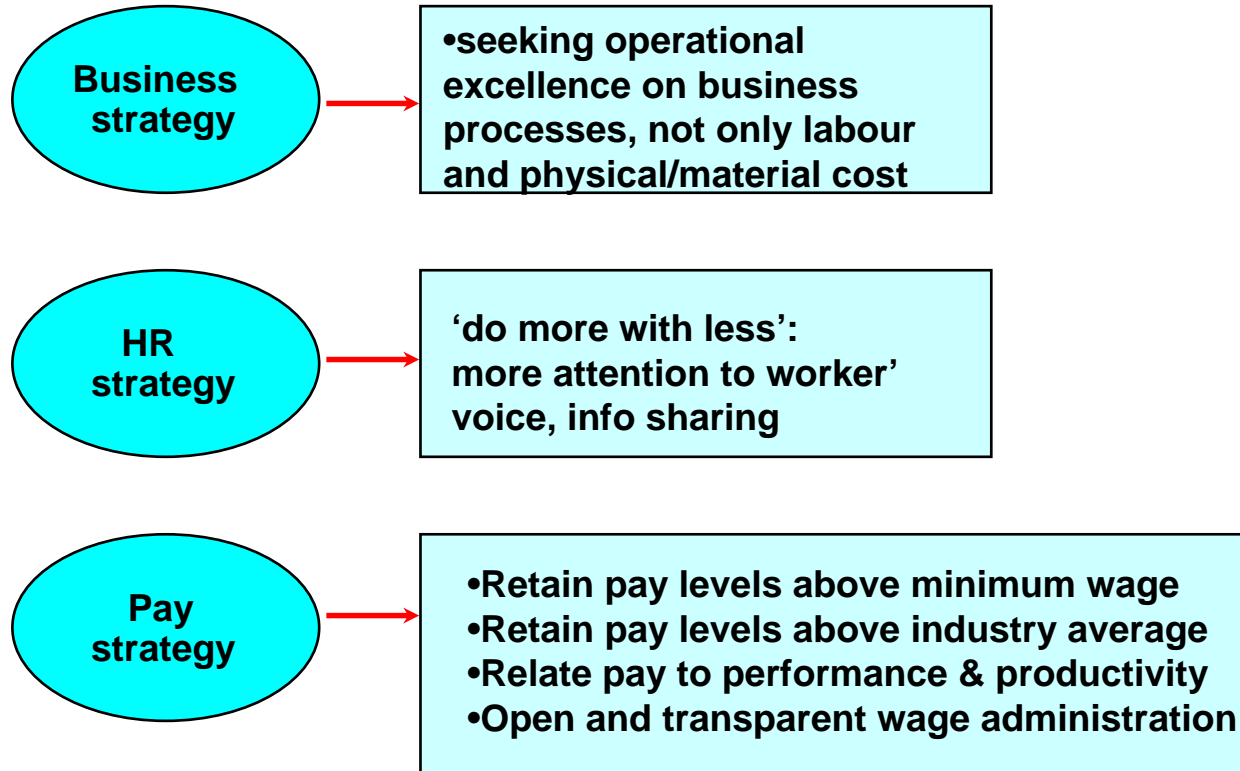 Business
strategy
•seeking operational
excellence on business
processes, not only labour
and physical/material cost
HR
strategy
‘do more with less’:
more attention to worker’
voice, info sharing
Pay
strategy
•Retain pay levels above minimum wage
•Retain pay levels above industry average
•Relate pay to performance & productivity
•Open and transparent wage administration